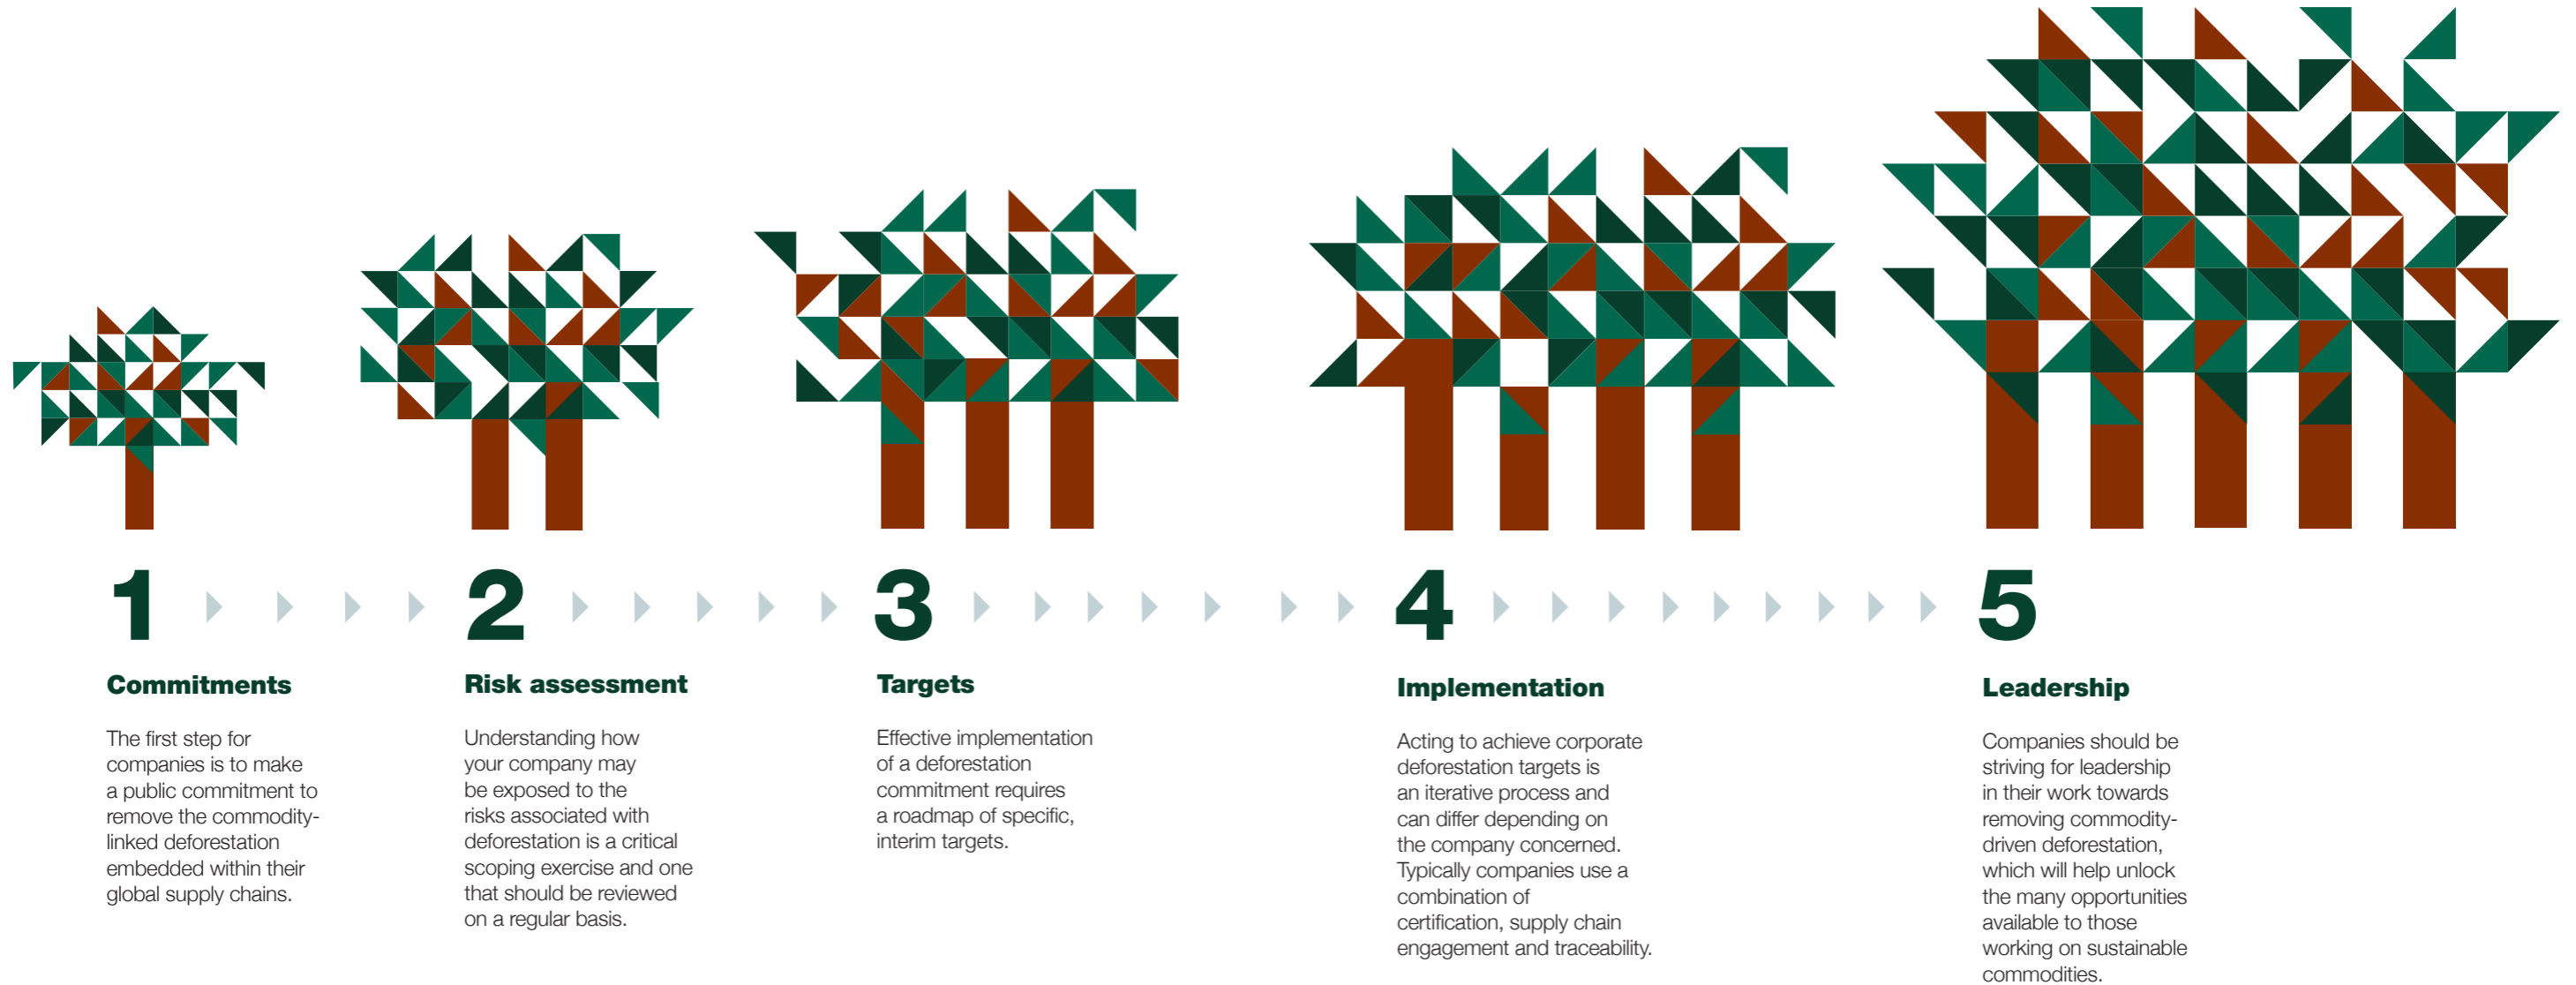 1
Commitments
The first step for
companies is to make
a public commitment to
remove the commodity-
linked deforestation
embedded within their
global supply chains.
2
Risk assessment
Understanding how
your company may
be exposed to the
risks associated with
deforestation is a critical
scoping exercise and one
that should be reviewed
on a regular basis.
3
Targets
Effective implementation
of a deforestation
commitment requires
a roadmap of specific,
interim targets.
4
Implementation
Acting to achieve corporate
deforestation targets is
an iterative process and
can differ depending on
the company concerned.
Typically companies use a
combination of
certification, supply chain
engagement and traceability.
5
Leadership
Companies should be
striving for leadership
in their work towards
removing commodity-
driven deforestation,
which will help unlock
the many opportunities
available to those
working on sustainable
commodities.